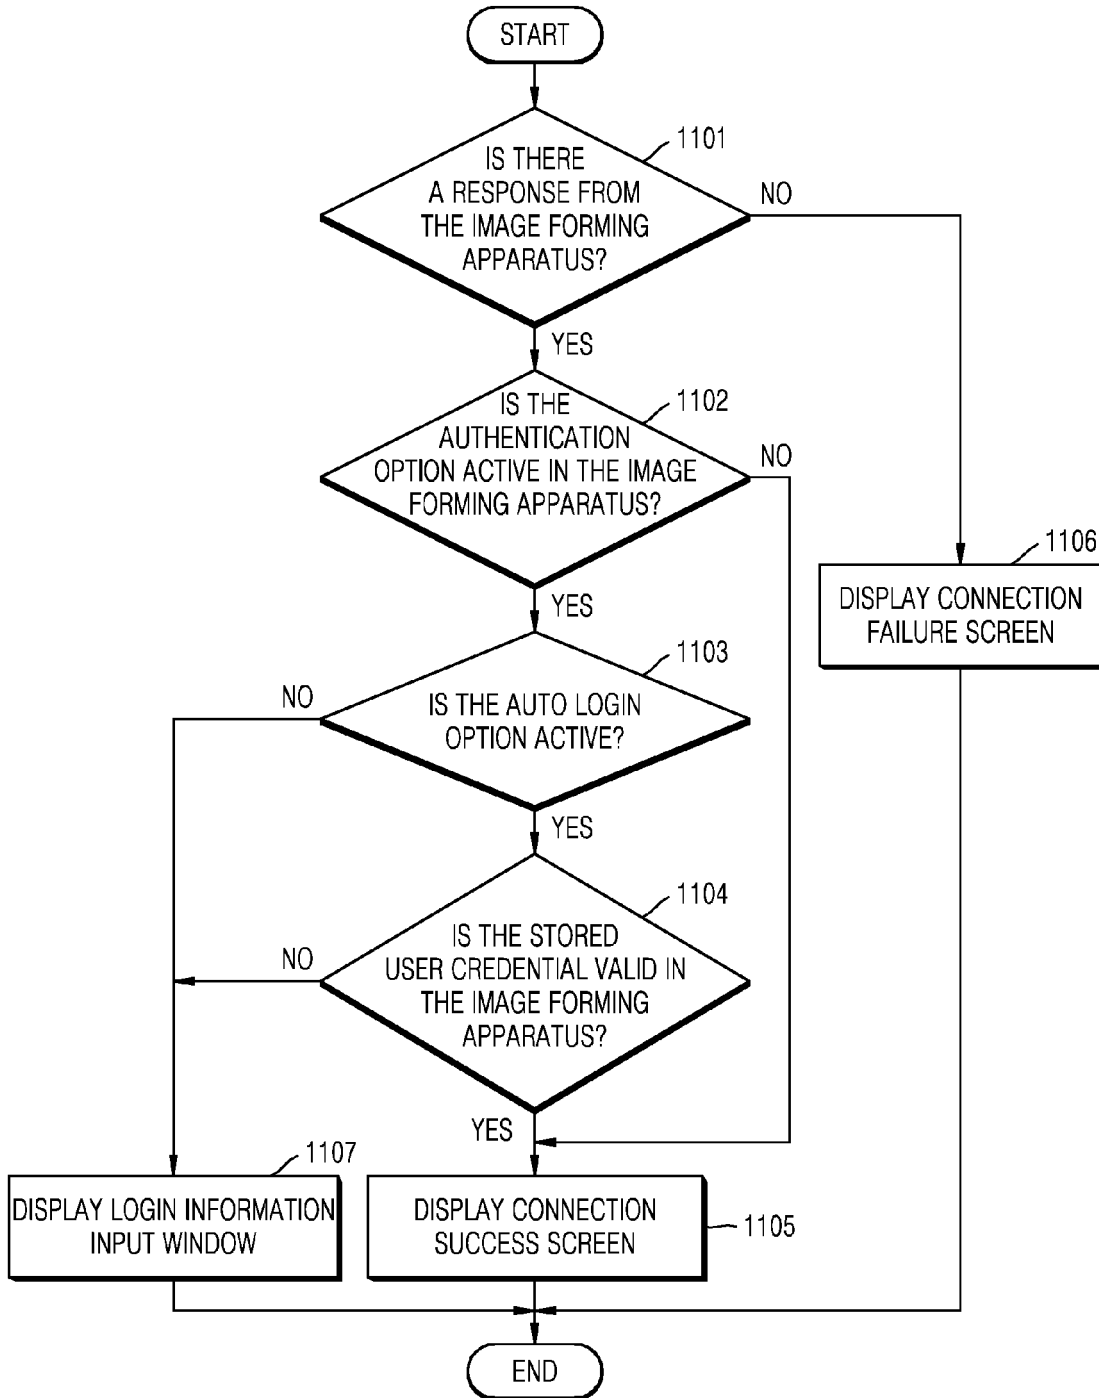 START
1101
IS THERE
A RESPONSE FROM
THE IMAGE FORMING
APPARATUS?
NO
YES
1102
IS THE
AUTHENTICATION
OPTION ACTIVE IN THE IMAGE
FORMING APPARATUS?
NO
YES
1106
DISPLAY CONNECTION
FAILURE SCREEN
1103
NO
IS THE AUTO LOGIN
OPTION ACTIVE?
YES
1104
NO
IS THE STORED
USER CREDENTIAL VALID IN
THE IMAGE FORMING
APPARATUS?
YES
1107
DISPLAY LOGIN INFORMATION
INPUT WINDOW
DISPLAY CONNECTION
SUCCESS SCREEN
1105
END